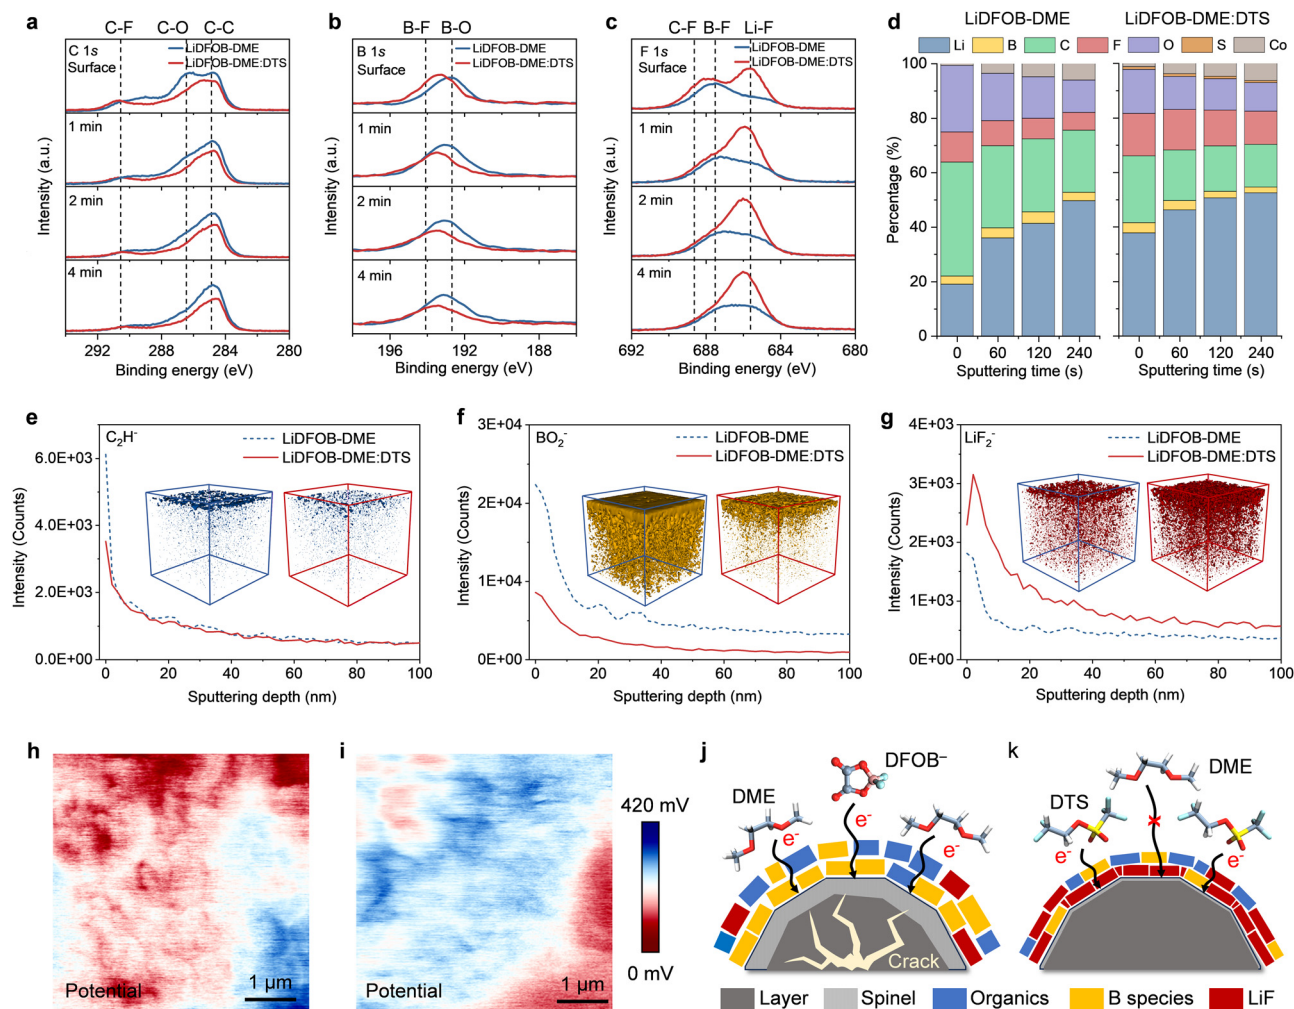 a
C-F
C-O
C-C
C 1s
Surface
LiDFOB-DME
LiDFOB-DME:DTS
1 min
2 min
4 min
Intensity (a.u.)
292
288
284
280
Binding energy (eV)
b
B-F
B-O
B 1s
Surface
LiDFOB-DME
LiDFOB-DME:DTS
1 min
2 min
4 min
Intensity (a.u.)
196
192
188
Binding energy (eV)
c
C-F
B-F
Li-F
F 1s
Surface
LiDFOB-DME
LiDFOB-DME:DTS
1 min
2 min
4 min
Intensity (a.u.)
692
688
684
680
Binding energy (eV)
d
LiDFOB-DME
LiDFOB-DME:DTS
Li B C F O S Co
Percentage (%)
100
80
60
40
20
0
0 60 120 240
0 60 120 240
Sputtering time (s)
Sputtering time (s)
e
C₂H⁻
LiDFOB-DME
LiDFOB-DME:DTS
Intensity (Counts)
6.0E+03
4.0E+03
2.0E+03
0.0E+00
0 20 40 60 80 100
Sputtering depth (nm)
f
BO₂⁻
LiDFOB-DME
LiDFOB-DME:DTS
Intensity (Counts)
3E+04
2E+04
1E+04
0E+00
0 20 40 60 80 100
Sputtering depth (nm)
g
LiF₂⁻
LiDFOB-DME
LiDFOB-DME:DTS
Intensity (Counts)
4E+03
3E+03
2E+03
1E+03
0E+00
0 20 40 60 80 100
Sputtering depth (nm)
h
Potential
1 µm
i
Potential
1 µm
420 mV
0 mV
j
DFOB⁻
DME
e⁻
e⁻
e⁻
Crack
k
DME
DTS
e⁻
e⁻
Layer
Spinel
Organics
B species
LiF